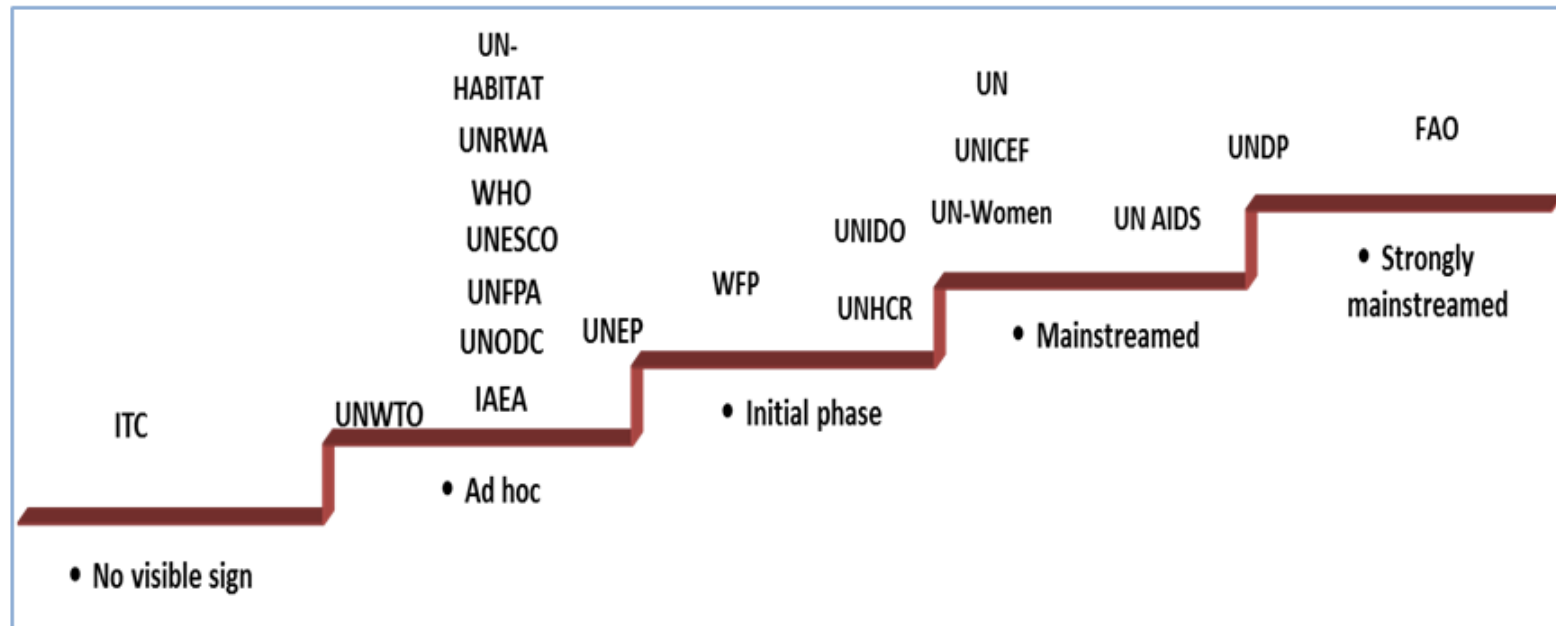 ITC
• No visible sign
UNWTO
UN-
HABITAT
UNRWA
WHO
UNESCO
UNFPA
UNODC
IAEA
UNEP
• Ad hoc
WFP
UNIDO
UNHCR
• Initial phase
UN
UNICEF
UN-Women
UN AIDS
UNDP
• Mainstreamed
FAO
• Strongly
mainstreamed